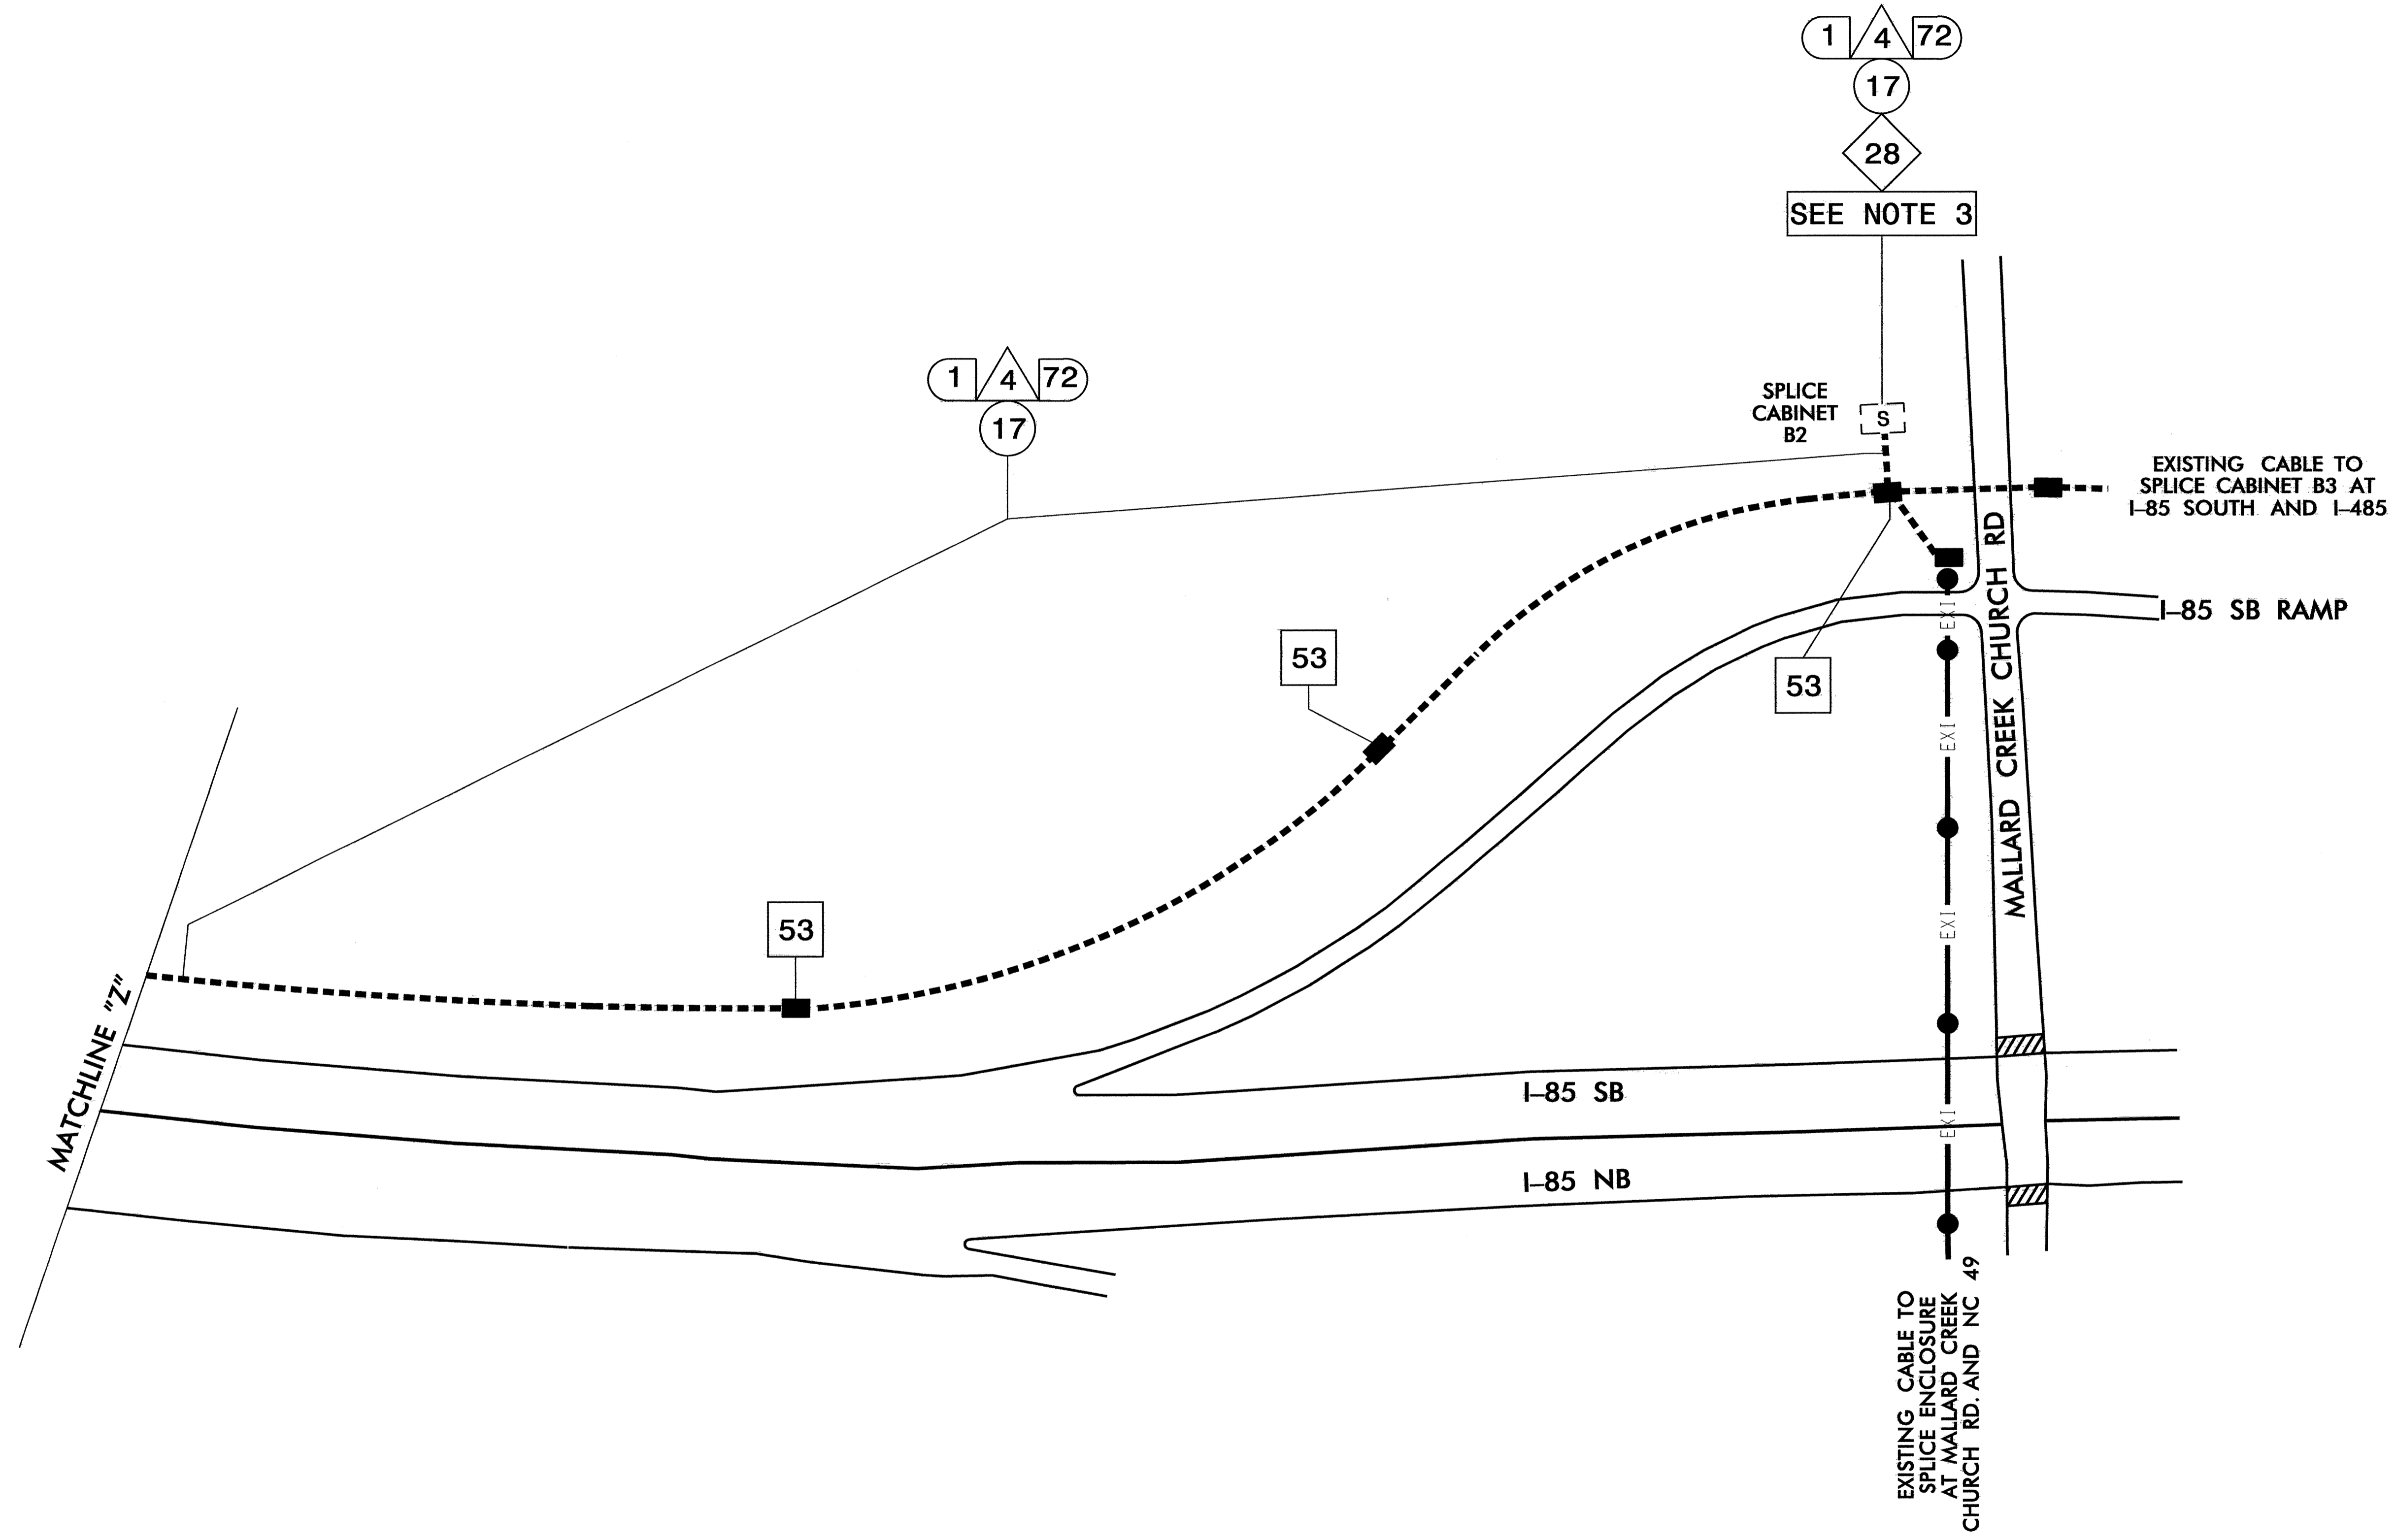 1 4 72
17
28
SEE NOTE 3
1 4 72
17
SPLICE
CABINET
B2
S
EXISTING CABLE TO
SPLICE CABINET B3 AT
I-85 SOUTH AND I-485
I-85 SB RAMP
MALLARD CREEK CHURCH RD
53
53
53
EXI
EXI
EXI
EXI
MATCHLINE "Z"
I-85 SB
I-85 NB
EXISTING CABLE TO
SPLICE ENCLOSURE
AT MALLARD CREEK
CHURCH RD. AND NC 49